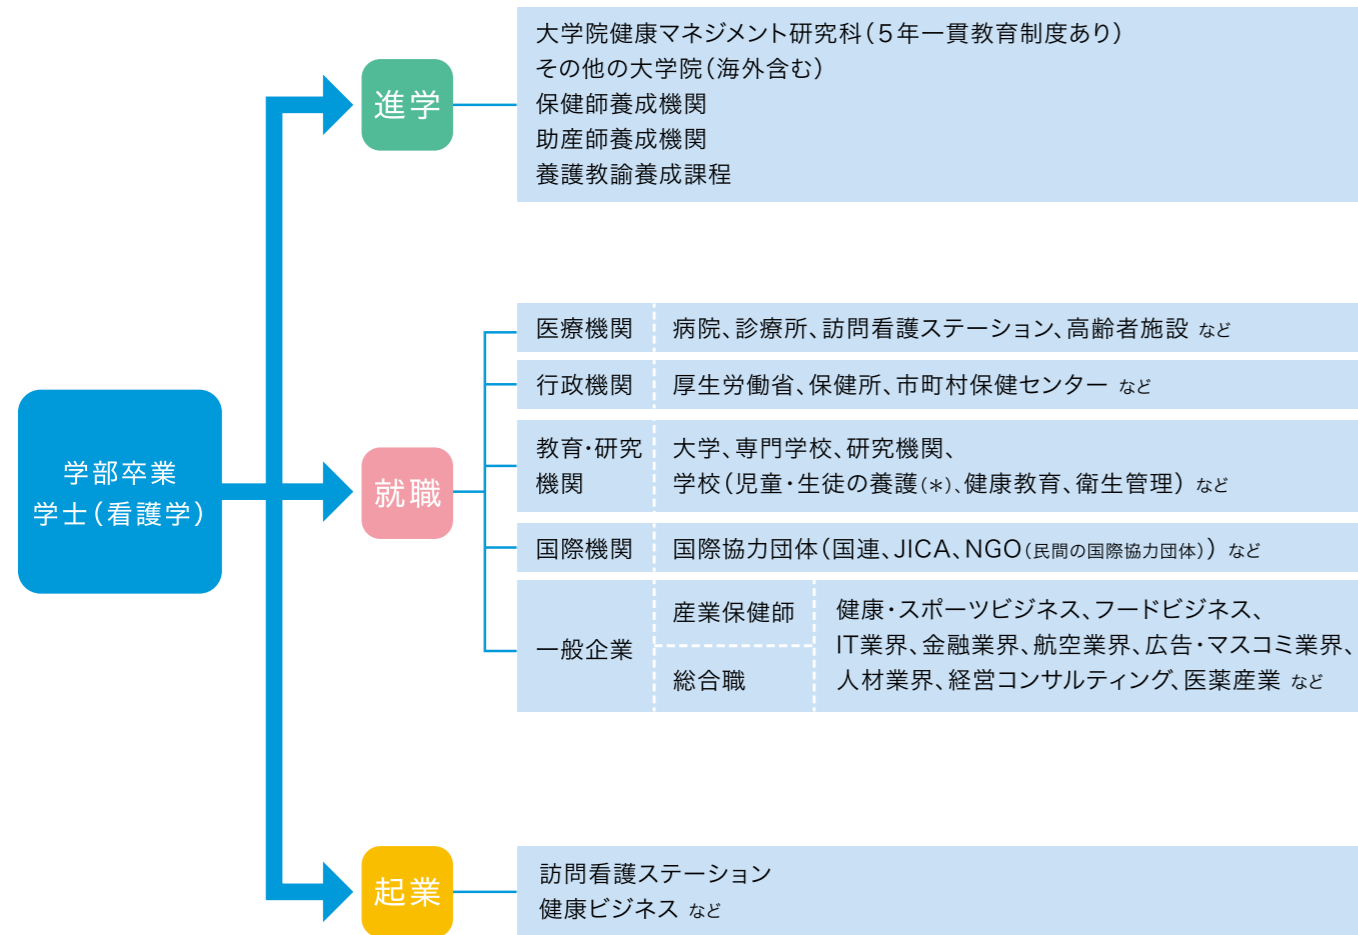 学部卒業
学士（看護学）
進学
大学院健康マネジメント研究科（５年一貫教育制度あり）
その他の大学院（海外含む）
保健師養成機関
助産師養成機関
養護教諭養成課程
就職
医療機関 病院、診療所、訪問看護ステーション、高齢者施設 など
行政機関 厚生労働省、保健所、市町村保健センター など
教育・研究 大学、専門学校、研究機関、
機関 学校（児童・生徒の養護（＊）、健康教育、衛生管理） など
国際機関 国際協力団体（国連、JICA、NGO（民間の国際協力団体）） など
一般企業
産業保健師
総合職
健康・スポーツビジネス、フードビジネス、
IT業界、金融業界、航空業界、広告・マスコミ業界、
人材業界、経営コンサルティング、医薬産業 など
起業
訪問看護ステーション
健康ビジネス など